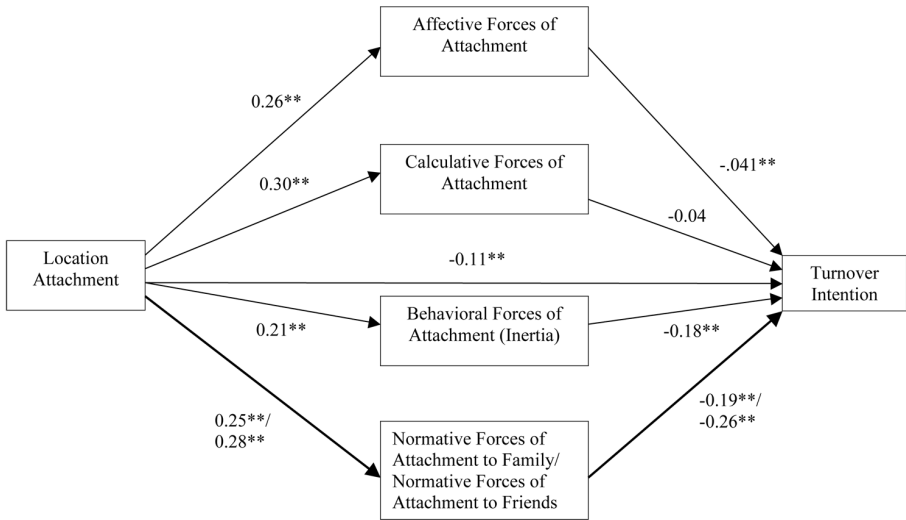 Affective Forces of
Attachment
0.26**
Calculative Forces of
Attachment
-.041**
0.30**
-0.04
Location
Attachment
-0.11**
Turnover
Intention
Behavioral Forces of
Attachment (Inertia)
0.21**
-0.18**
0.25**/
0.28**
-0.19**/
-0.26**
Normative Forces of
Attachment to Family/
Normative Forces of
Attachment to Friends